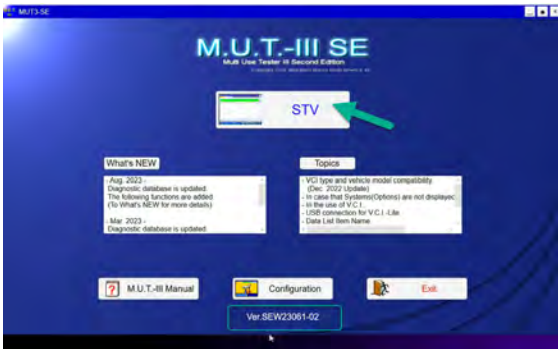 MUT3-SE
M.U.T.-III SE
Multi Use Tester III Second Edition
STV
What's NEW
- Aug. 2023 -
Diagnostic database is updated.
The following functions are added
(To What's NEW for more details)
- Mar. 2023 -
Diagnostic database is updated.
Topics
- VCI type and vehicle model compatibility.
(Dec. 2022 Update)
- In case that Systems(Options) are not displayed
- In the use of V.C.I.
- USB connection for V.C.I.-Lite
- Data List Item Name
M.U.T.-III Manual
Configuration
Exit
Ver.SEW23061-02